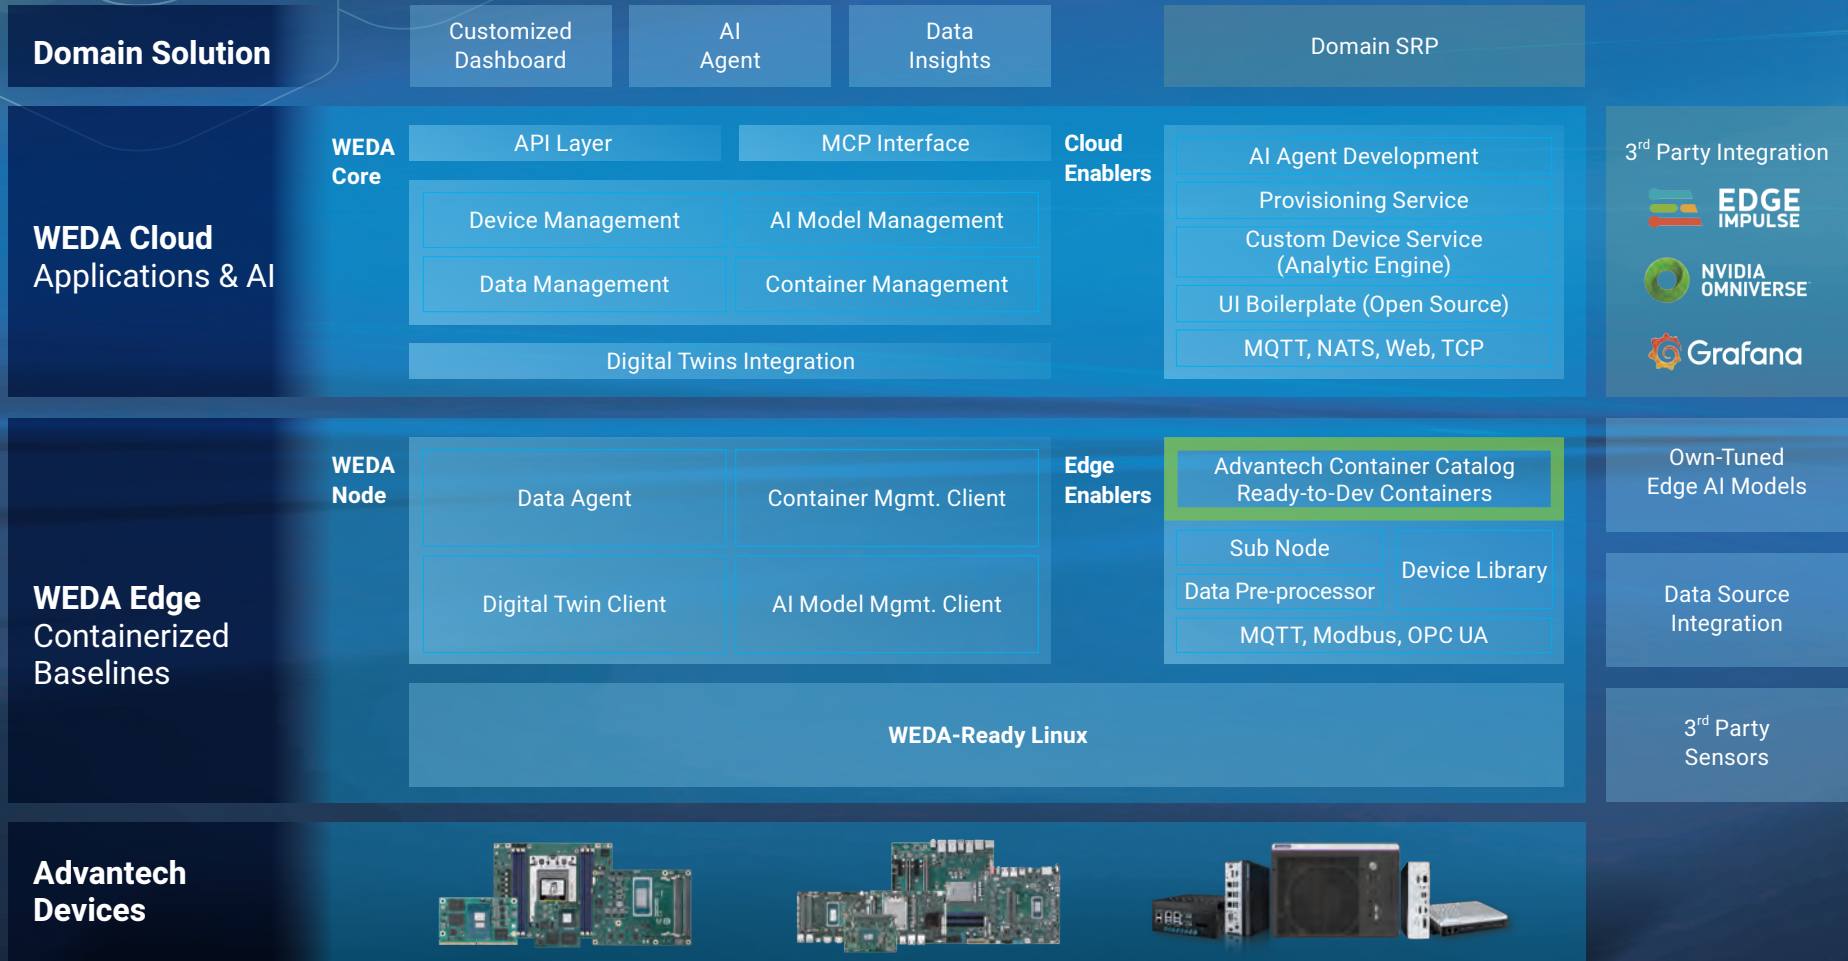 Domain Solution
Customized
Dashboard
AI
Agent
Data
Insights
Domain SRP
WEDA Cloud
Applications & AI
WEDA
Core
API Layer
MCP Interface
Device Management
AI Model Management
Data Management
Container Management
Digital Twins Integration
Cloud
Enablers
AI Agent Development
Provisioning Service
Custom Device Service
(Analytic Engine)
UI Boilerplate (Open Source)
MQTT, NATS, Web, TCP
3rd Party Integration
EDGE
IMPULSE
NVIDIA
OMNIVERSE
Grafana
WEDA Edge
Containerized
Baselines
WEDA
Node
Data Agent
Container Mgmt. Client
Digital Twin Client
AI Model Mgmt. Client
Edge
Enablers
Advantech Container Catalog
Ready-to-Dev Containers
Sub Node
Device Library
Data Pre-processor
MQTT, Modbus, OPC UA
WEDA-Ready Linux
Own-Tuned
Edge AI Models
Data Source
Integration
3rd Party
Sensors
Advantech
Devices